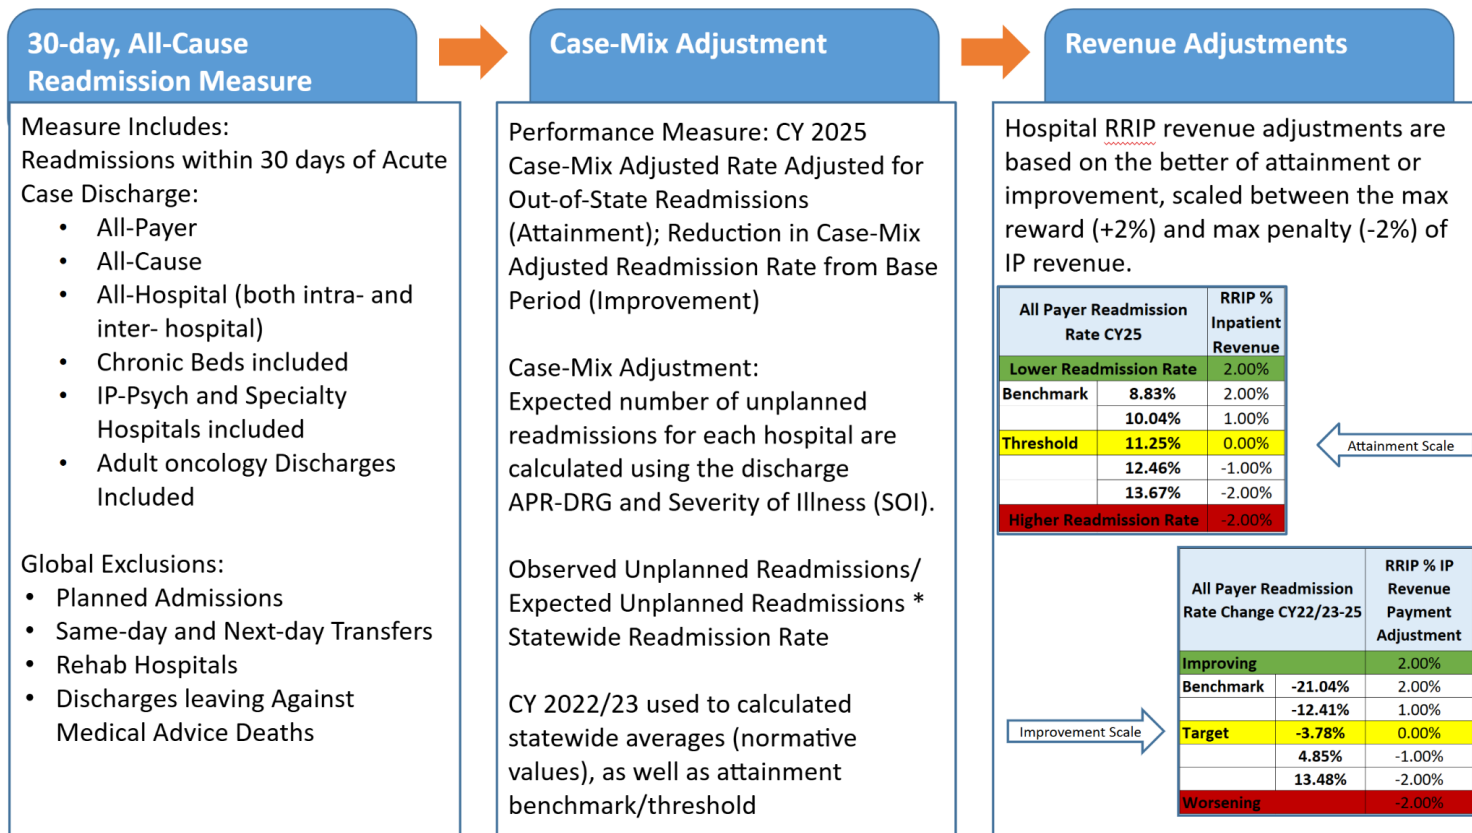 30-day, All-Cause
Readmission Measure
Measure Includes:
Readmissions within 30 days of Acute
Case Discharge:
• All-Payer
• All-Cause
• All-Hospital (both intra- and
inter- hospital)
• Chronic Beds included
• IP-Psych and Specialty
Hospitals included
• Adult oncology Discharges
Included
Global Exclusions:
• Planned Admissions
• Same-day and Next-day Transfers
• Rehab Hospitals
• Discharges leaving Against
Medical Advice Deaths
Case-Mix Adjustment
Performance Measure: CY 2025
Case-Mix Adjusted Rate Adjusted for
Out-of-State Readmissions
(Attainment); Reduction in Case-Mix
Adjusted Readmission Rate from Base
Period (Improvement)
Case-Mix Adjustment:
Expected number of unplanned
readmissions for each hospital are
calculated using the discharge
APR-DRG and Severity of Illness (SOI).
Observed Unplanned Readmissions/
Expected Unplanned Readmissions *
Statewide Readmission Rate
CY 2022/23 used to calculated
statewide averages (normative
values), as well as attainment
benchmark/threshold
Revenue Adjustments
Hospital RRIP revenue adjustments are
based on the better of attainment or
improvement, scaled between the max
reward (+2%) and max penalty (-2%) of
IP revenue.
All Payer Readmission
Rate CY25
RRIP %
Inpatient
Revenue
Lower Readmission Rate 2.00%
Benchmark 8.83% 2.00%
10.04% 1.00%
Threshold 11.25% 0.00%
12.46% -1.00%
13.67% -2.00%
Higher Readmission Rate -2.00%
Attainment Scale
All Payer Readmission
Rate Change CY22/23-25
RRIP % IP
Revenue
Payment
Adjustment
Improving 2.00%
Benchmark -21.04% 2.00%
-12.41% 1.00%
Target -3.78% 0.00%
4.85% -1.00%
13.48% -2.00%
Worsening -2.00%
Improvement Scale